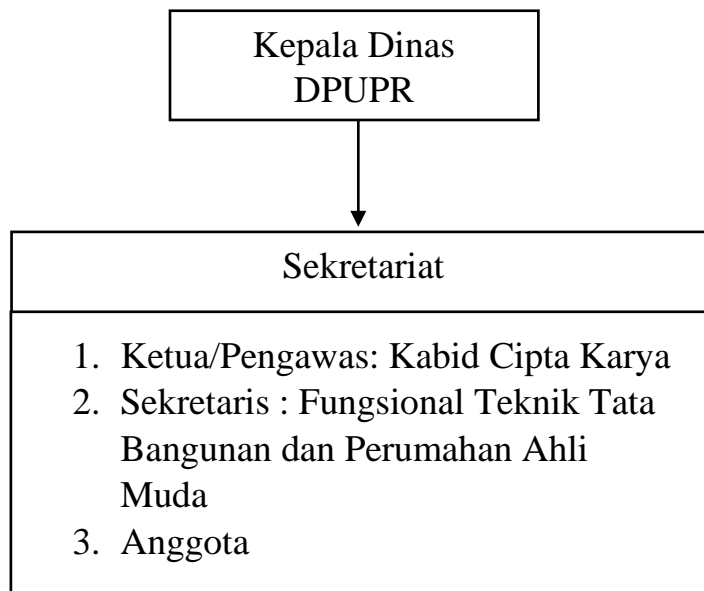 Kepala Dinas
DPUPR
Sekretariat
1. Ketua/Pengawas: Kabid Cipta Karya
2. Sekretaris : Fungsional Teknik Tata
Bangunan dan Perumahan Ahli
Muda
3. Anggota